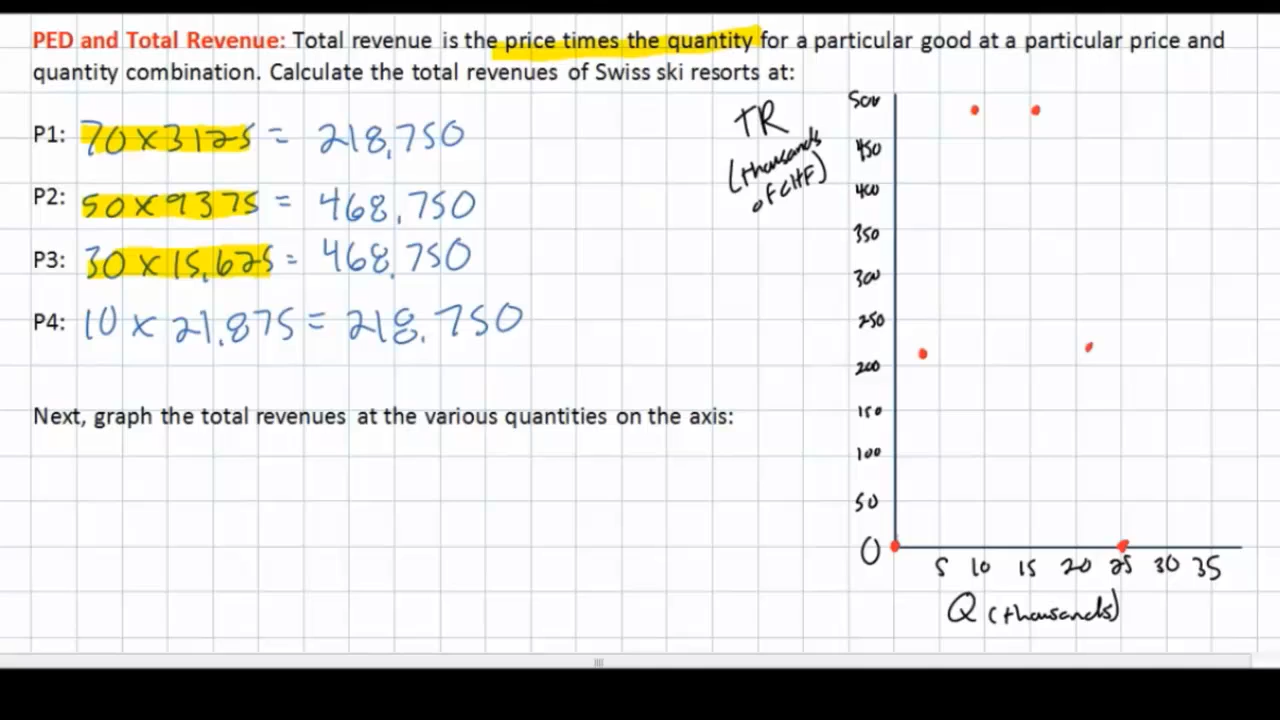 PED and Total Revenue: Total revenue is the price times the quantity for a particular good at a particular price and
quantity combination. Calculate the total revenues of Swiss ski resorts at:
P1: 70 x 3125 = 218,750
P2: 50 x 9375 = 468,750
P3: 30 x 15,625 = 468,750
P4: 10 x 21,875 = 218,750
Next, graph the total revenues at the various quantities on the axis:
TR
(thousands
of CHF)
500
450
400
350
300
250
200
150
100
50
0
5 10 15 20 25 30 35
Q (thousands)